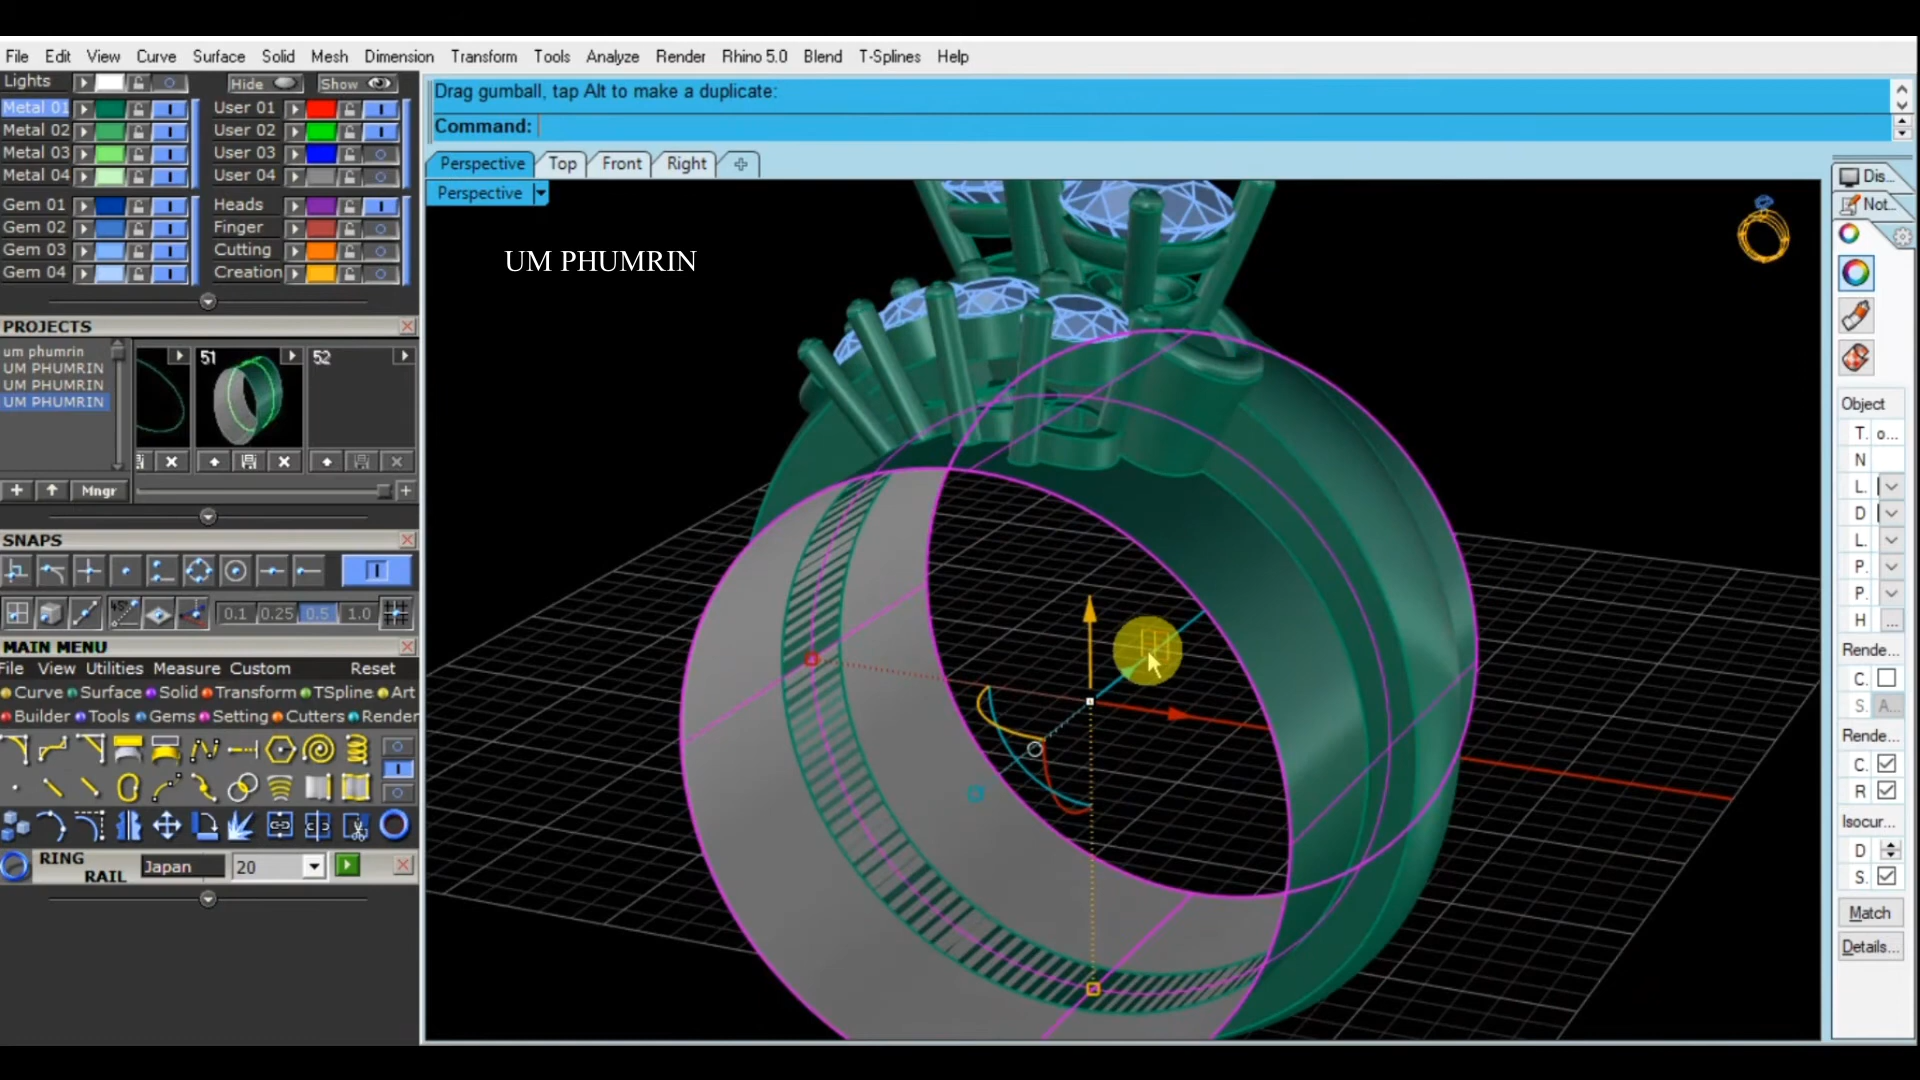 File Edit View Curve Surface Solid Mesh Dimension Transform Tools Analyze Render Rhino 5.0 Blend T-Splines Help
Lights Hide Show
Metal 01 User 01
Metal 02 User 02
Metal 03 User 03
Metal 04 User 04
Gem 01 Heads
Gem 02 Finger
Gem 03 Cutting
Gem 04 Creation
PROJECTS
um phumrin
UM PHUMRIN
UM PHUMRIN
UM PHUMRIN
51 52
Mngr
SNAPS
0.1 0.25 0.5 1.0
MAIN MENU
File View Utilities Measure Custom Reset
Curve Surface Solid Transform TSpline Art
Builder Tools Gems Setting Cutters Render
RING RAIL Japan 20
Drag gumball, tap Alt to make a duplicate:
Command:
Perspective Top Front Right
Perspective
UM PHUMRIN
Dis...
Not...
Object
T. o...
N
L.
D
L.
P.
P.
H ...
Rende...
C.
S. A...
Rende...
C.
R
Isocur...
D
S.
Match
Details...